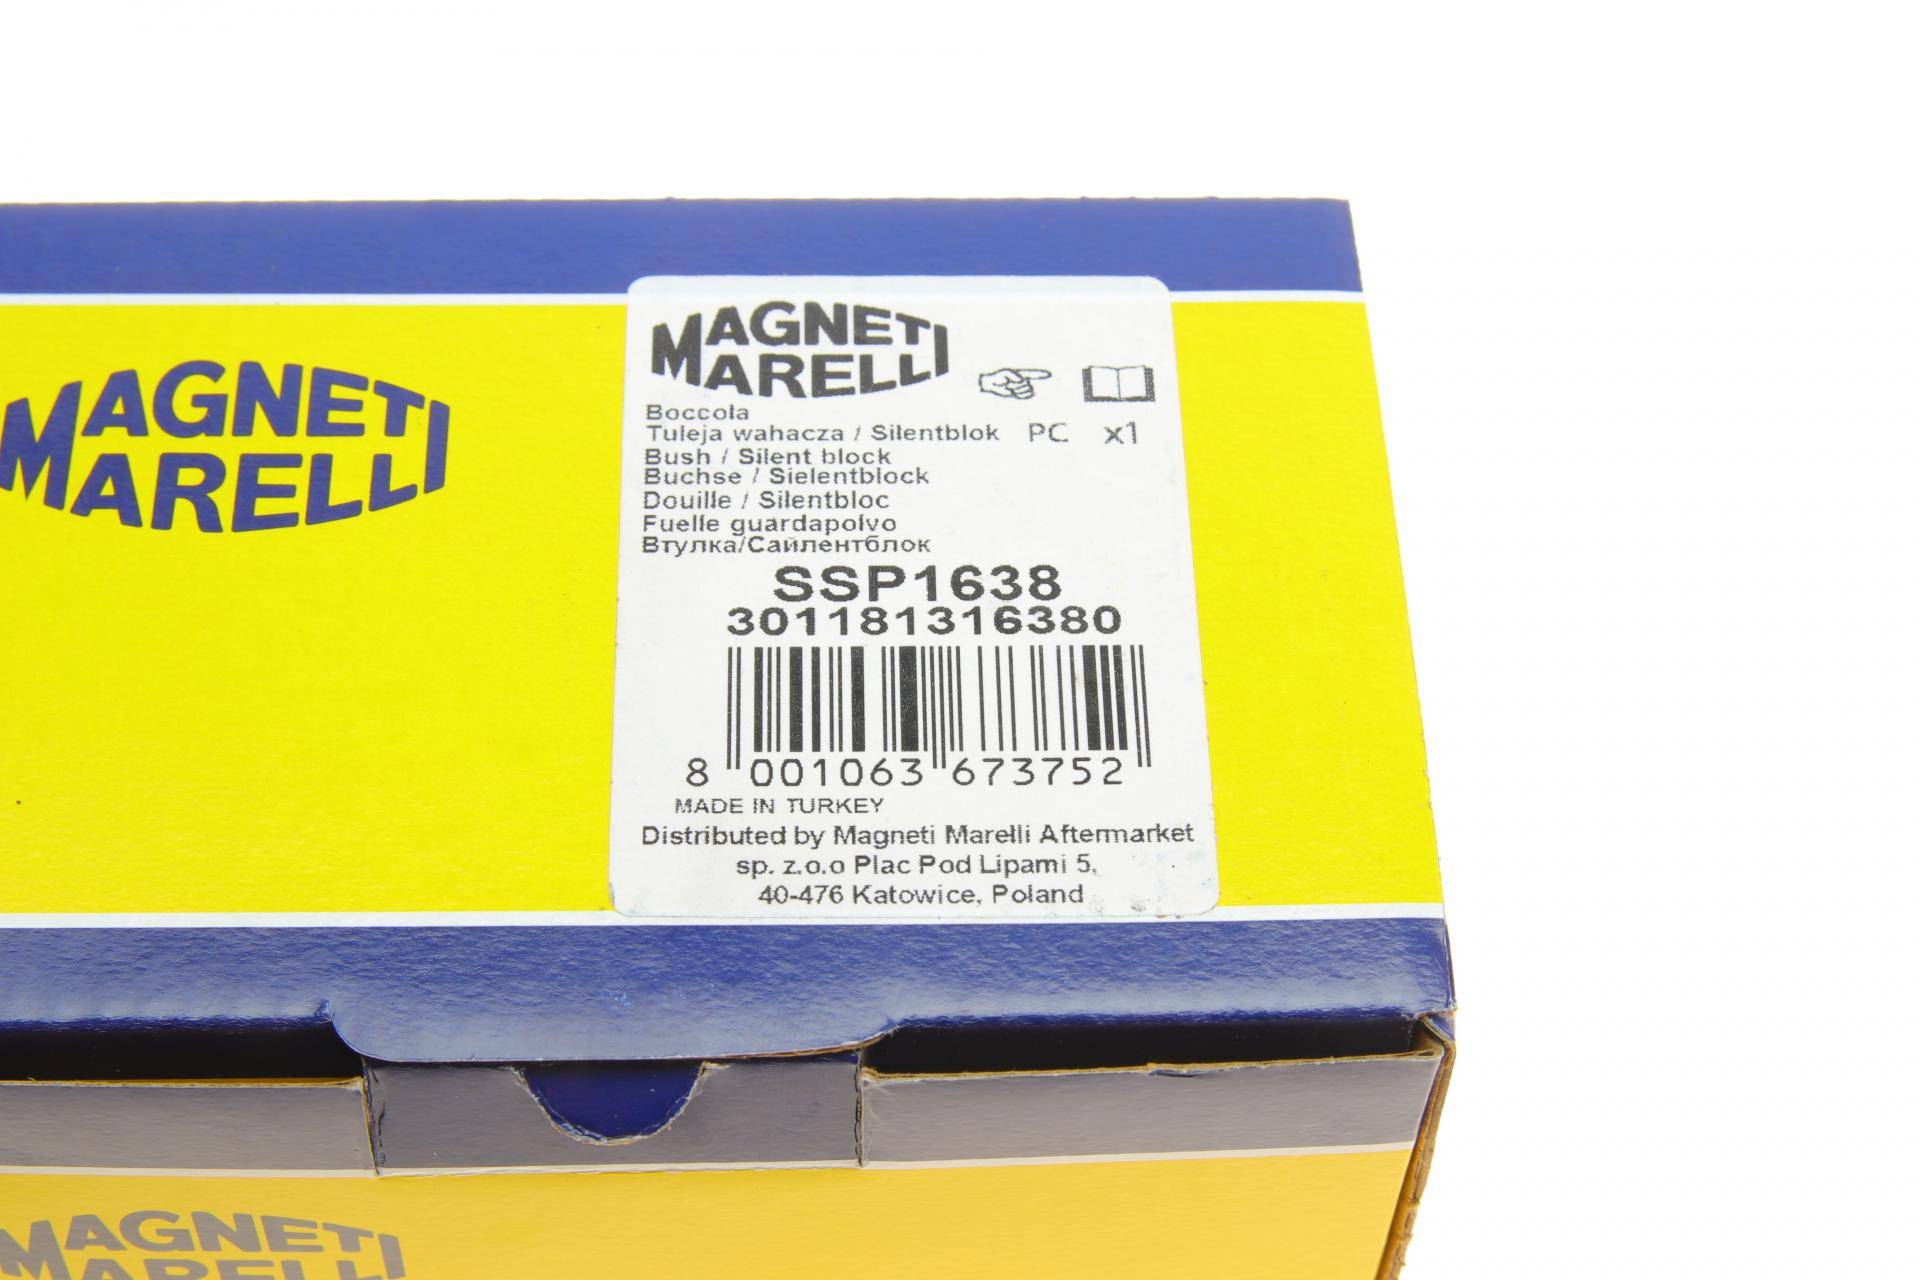 MAGNETI
MARELLI
MAGNETI
MARELLI
Boccola
Tuleja wahacza / Silentblok PC x1
Bush / Silent block
Buchse / Sielentblock
Douille / Silentbloc
Fuelle guardapolvo
Втулка/Сайлентблок
SSP1638
301181316380
8 001063 673752
MADE IN TURKEY
Distributed by Magneti Marelli Aftermarket
sp. z.o.o Plac Pod Lipami 5,
40-476 Katowice, Poland
MAGNETI
MARELLI